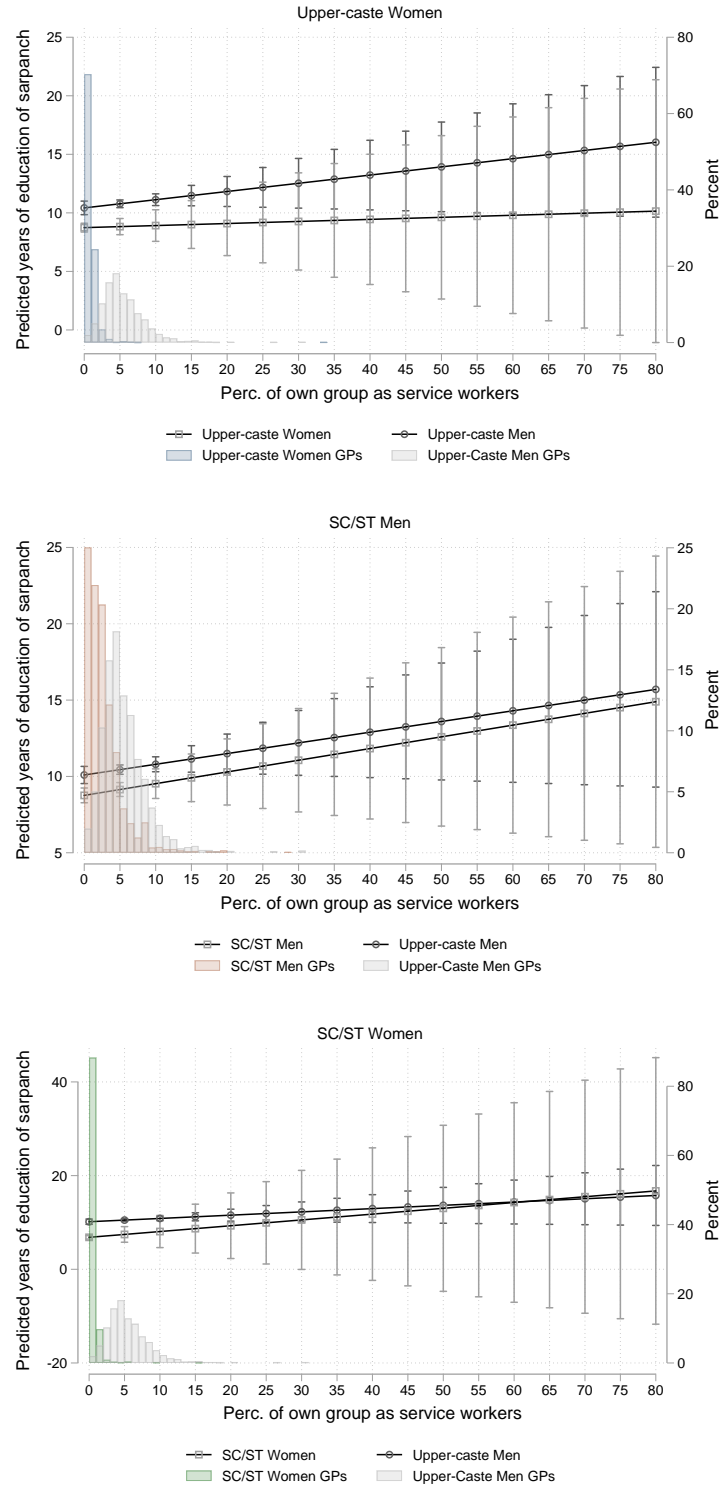 Upper-caste Women
Predicted years of education of sarpanch
25
20
15
10
5
0
80
60
40
20
0
Percent
0 5 10 15 20 25 30 35 40 45 50 55 60 65 70 75 80
Perc. of own group as service workers
Upper-caste Women Upper-caste Men
Upper-caste Women GPs Upper-Caste Men GPs
SC/ST Men
Predicted years of education of sarpanch
25
20
15
10
5
25
20
15
10
5
0
Percent
0 5 10 15 20 25 30 35 40 45 50 55 60 65 70 75 80
Perc. of own group as service workers
SC/ST Men Upper-caste Men
SC/ST Men GPs Upper-Caste Men GPs
SC/ST Women
Predicted years of education of sarpanch
40
20
0
-20
80
60
40
20
0
Percent
0 5 10 15 20 25 30 35 40 45 50 55 60 65 70 75 80
Perc. of own group as service workers
SC/ST Women Upper-caste Men
SC/ST Women GPs Upper-Caste Men GPs